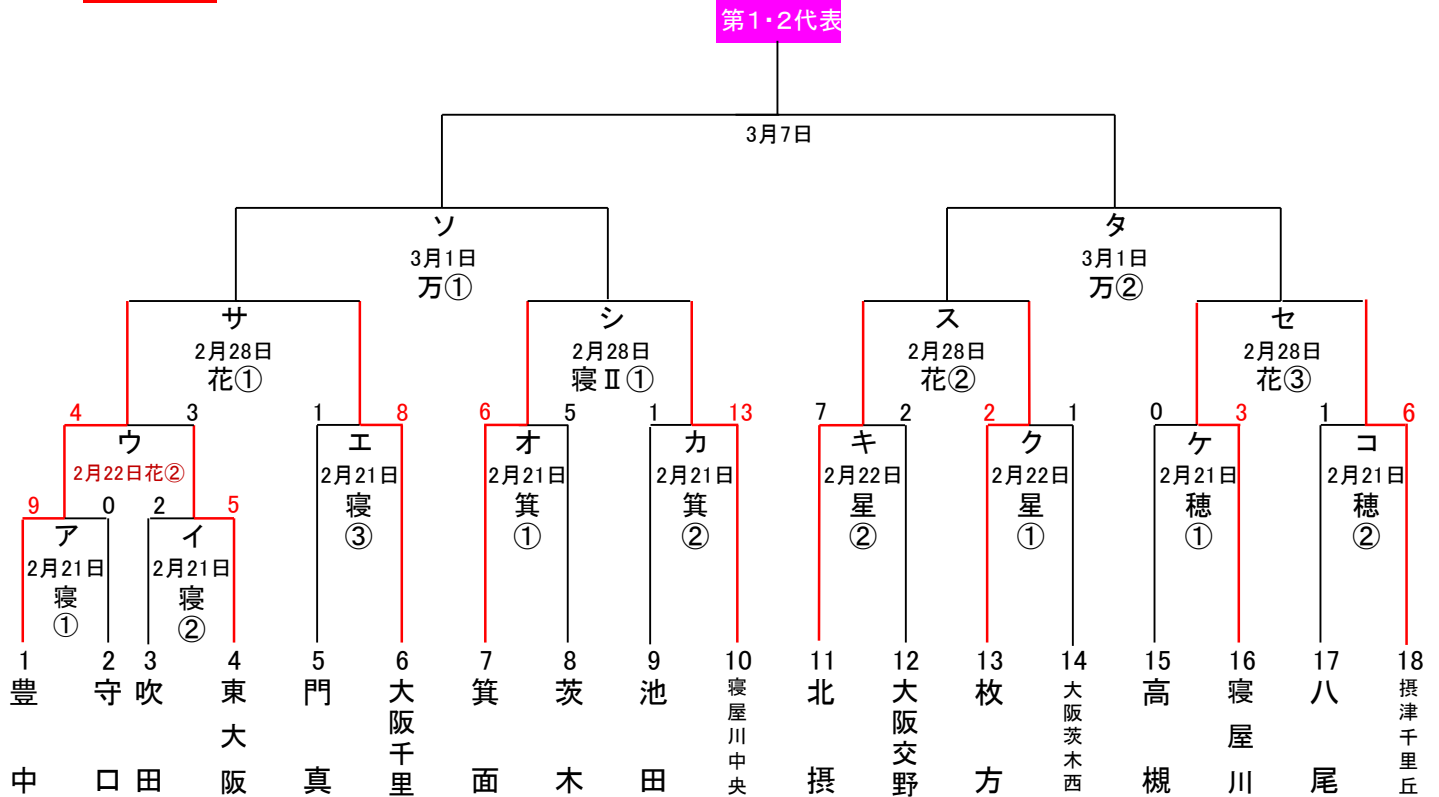 第1・2代表
3月7日
ソ
タ
3月1日
3月1日
万①
万②
サ
シ
ス
セ
2月28日
2月28日
2月28日
2月28日
花①
寝Ⅱ①
花②
花③
4 3 1 8 6 5 1 13 7 2 2 1 0 3 1 6
ウ
エ
オ
カ
キ
ク
ケ
コ
2月22日花②
2月21日
2月21日
2月21日
2月22日
2月22日
2月21日
2月21日
寝
箕
箕
星
星
穂
穂
③
①
②
②
①
①
②
9 0 2 5
ア
イ
2月21日
2月21日
寝
寝
①
②
1 2 3 4 5 6 7 8 9 10 11 12 13 14 15 16 17 18
豊中
守口
吹田
東大阪
門真
大阪千里
箕面
茨木
池田
寝屋川中央
北摂
大阪交野
枚方
大阪茨木西
高槻
寝屋川
八尾
摂津千里丘